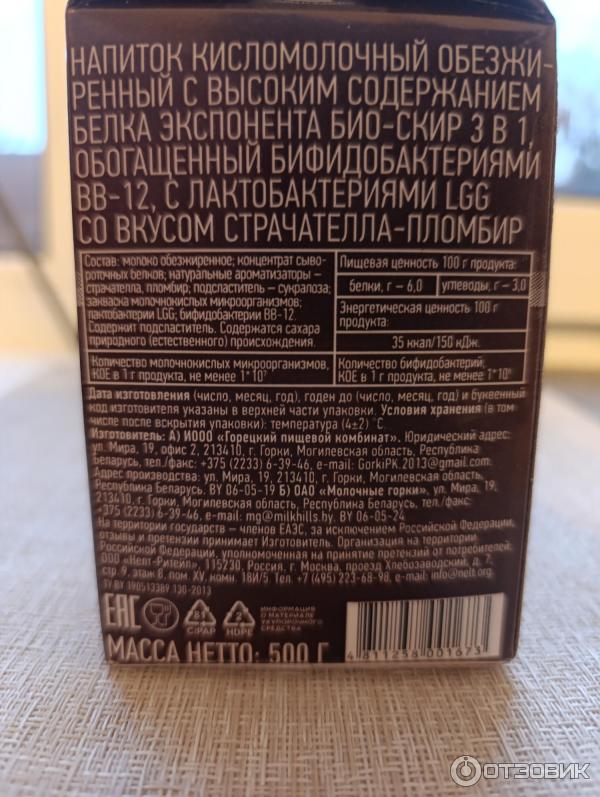 НАПИТОК КИСЛОМОЛОЧНЫЙ ОБЕЗЖИ-
РЕННЫЙ С ВЫСОКИМ СОДЕРЖАНИЕМ
БЕЛКА ЭКСПОНЕНТА БИО-СКИР 3 В 1,
ОБОГАЩЕННЫЙ БИФИДОБАКТЕРИЯМИ
BB-12, С ЛАКТОБАКТЕРИЯМИ LGG
СО ВКУСОМ СТРАЧАТЕЛЛА-ПЛОМБИР
Состав: молоко обезжиренное; концентрат сыво-
роточных белков; натуральные ароматизаторы –
страчателла, пломбир; подсластитель – сукралоза;
закваска молочнокислых микроорганизмов;
лактобактерии LGG; бифидобактерии BB-12.
Содержит подсластитель. Содержатся сахара
природного (естественного) происхождения.
Количество молочнокислых микроорганизмов,
КОЕ в 1 г продукта, не менее 1*10⁷
Пищевая ценность 100 г продукта:
белки, г – 6,0
углеводы, г – 3,0
Энергетическая ценность 100 г
продукта:
35 ккал/150 кДж.
Количество бифидобактерий,
КОЕ в 1 г продукта, не менее 1*10⁶
Дата изготовления (число, месяц, год), годен до (число, месяц, год) и буквенный
код изготовителя указаны в верхней части упаковки. Условия хранения (в том
числе после вскрытия упаковки): температура (4±2) °C.
Изготовитель: А) ИООО «Горецкий пищевой комбинат». Юридический адрес:
ул. Мира, 19, офис 2, 213410, г. Горки, Могилевская область, Республика
Беларусь, тел./факс: +375 (2233) 6-39-46, e-mail: GorkiPK.2013@gmail.com.
Адрес производства: ул. Мира, 19, 213410, г. Горки, Могилевская область,
Республика Беларусь. BY 06-05-19 Б) ОАО «Молочные горки», ул. Мира, 19,
213410, г. Горки, Могилевская область, Республика Беларусь, тел./факс:
+375 (2233) 6-39-46, e-mail: mg@milkhills.by. BY 06-05-24
На территории государств – членов ЕАЭС, за исключением Российской Федерации,
отзывы и претензии принимает Изготовитель. Организация на территории
Российской Федерации, уполномоченная на принятие претензий от потребителей:
ООО «Нелт-Ритейл», 115230, Россия, г. Москва, проезд Хлебозаводский, д. 7,
стр. 9, этаж 8, пом. XV, комн. 18И/5 Тел. +7 (495) 223-68-98, e-mail: info@nelt.org.
ТУ BY 190513389.130-2013
EAC
81
C/PAP
2
HDPE
ИНФОРМАЦИЯ
О МАТЕРИАЛЕ
УКУПОРОЧНОГО
СРЕДСТВА
МАССА НЕТТО: 500 Г
4 811258 001673
ОТЗОВИК